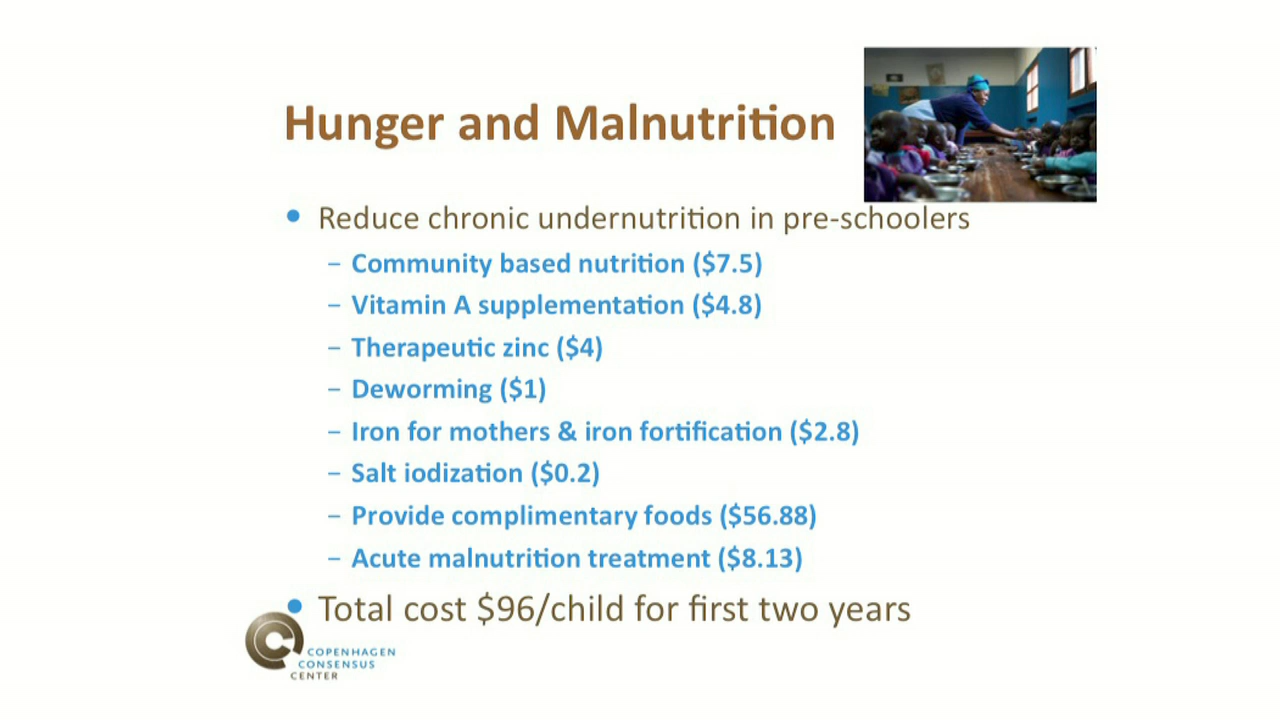 Hunger and Malnutrition
• Reduce chronic undernutrition in pre-schoolers
– Community based nutrition ($7.5)
– Vitamin A supplementation ($4.8)
– Therapeutic zinc ($4)
– Deworming ($1)
– Iron for mothers & iron fortification ($2.8)
– Salt iodization ($0.2)
– Provide complimentary foods ($56.88)
– Acute malnutrition treatment ($8.13)
• Total cost $96/child for first two years
COPENHAGEN
CONSENSUS
CENTER